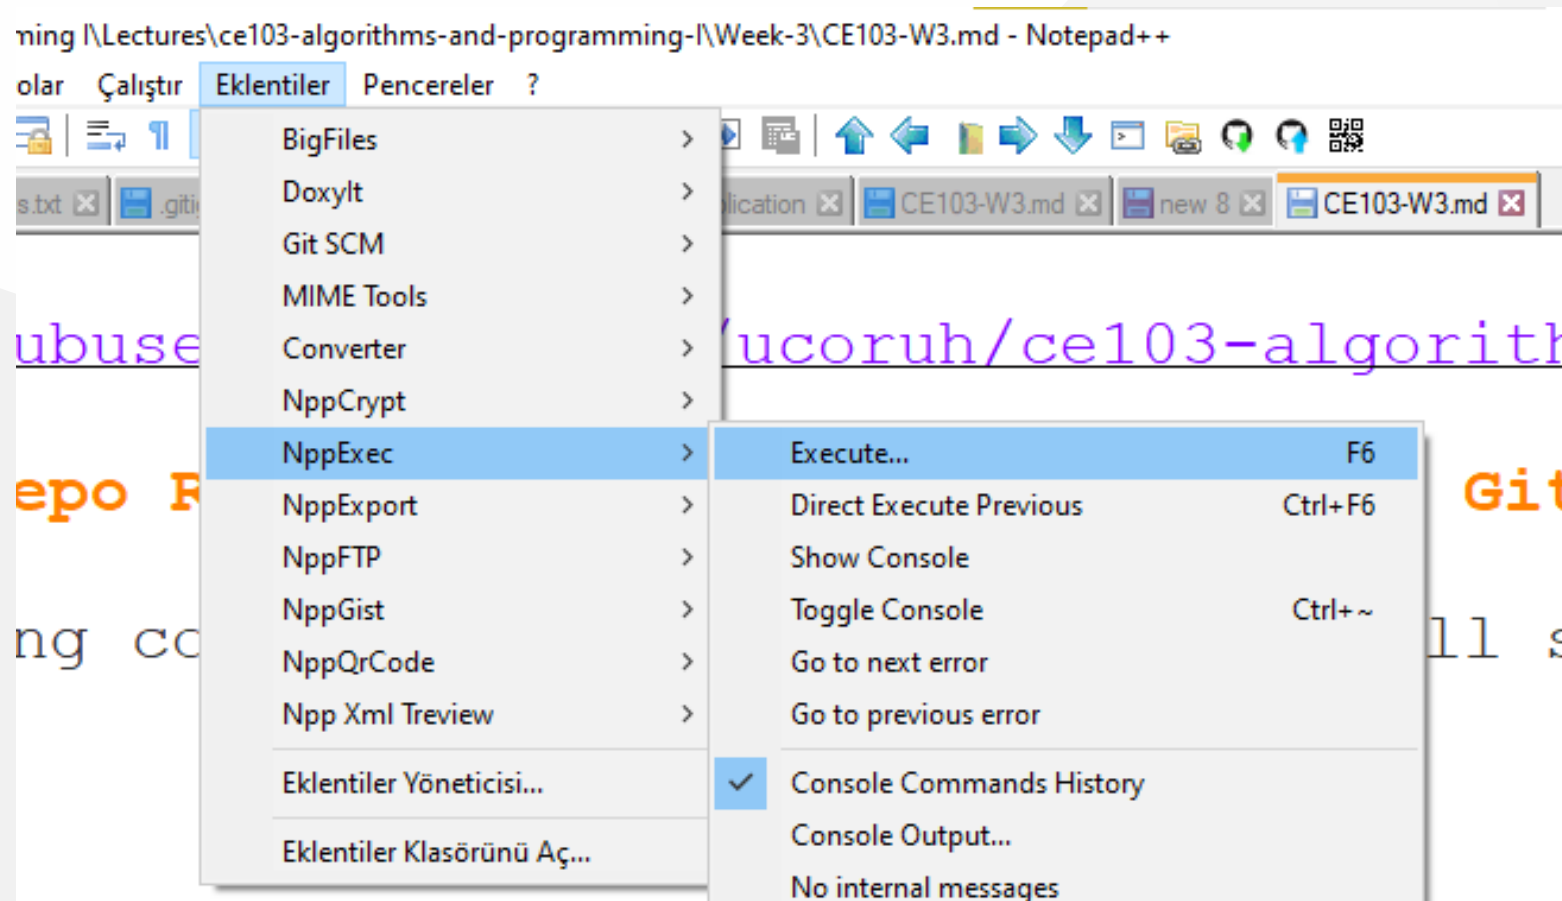 ming I\Lectures\ce103-algorithms-and-programming-I\Week-3\CE103-W3.md - Notepad++
olar Çalıştır Eklentiler Pencereler ?
s.txt .giti lication CE103-W3.md new 8 CE103-W3.md
BigFiles
DoxyIt
Git SCM
MIME Tools
Converter
NppCrypt
NppExec
NppExport
NppFTP
NppGist
NppQrCode
Npp Xml Treview
Eklentiler Yöneticisi...
Eklentiler Klasörünü Aç...
Execute... F6
Direct Execute Previous Ctrl+F6
Show Console
Toggle Console Ctrl+~
Go to next error
Go to previous error
Console Commands History
Console Output...
No internal messages
ubuse /ucoruh/ce103-algorith
epo R Git
ng co ll s